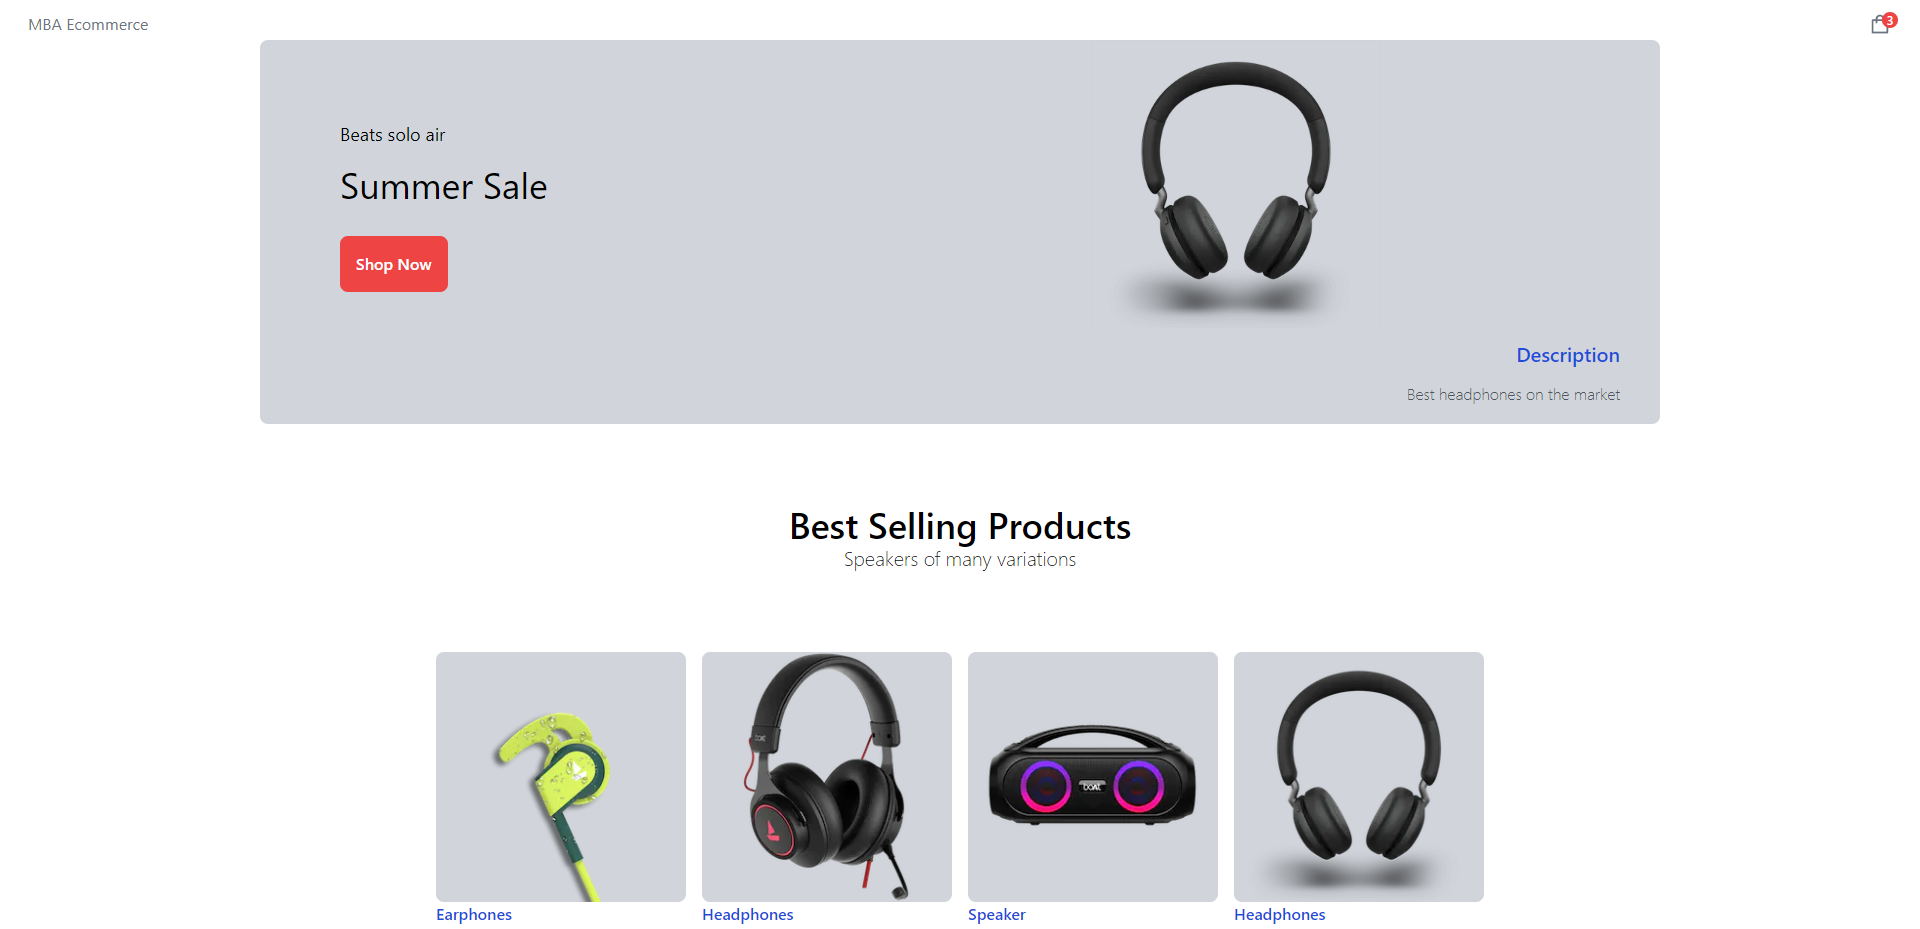 MBA Ecommerce
3
Beats solo air
Summer Sale
Shop Now
Description
Best headphones on the market
Best Selling Products
Speakers of many variations
boAt
Earphones
Headphones
Speaker
Headphones